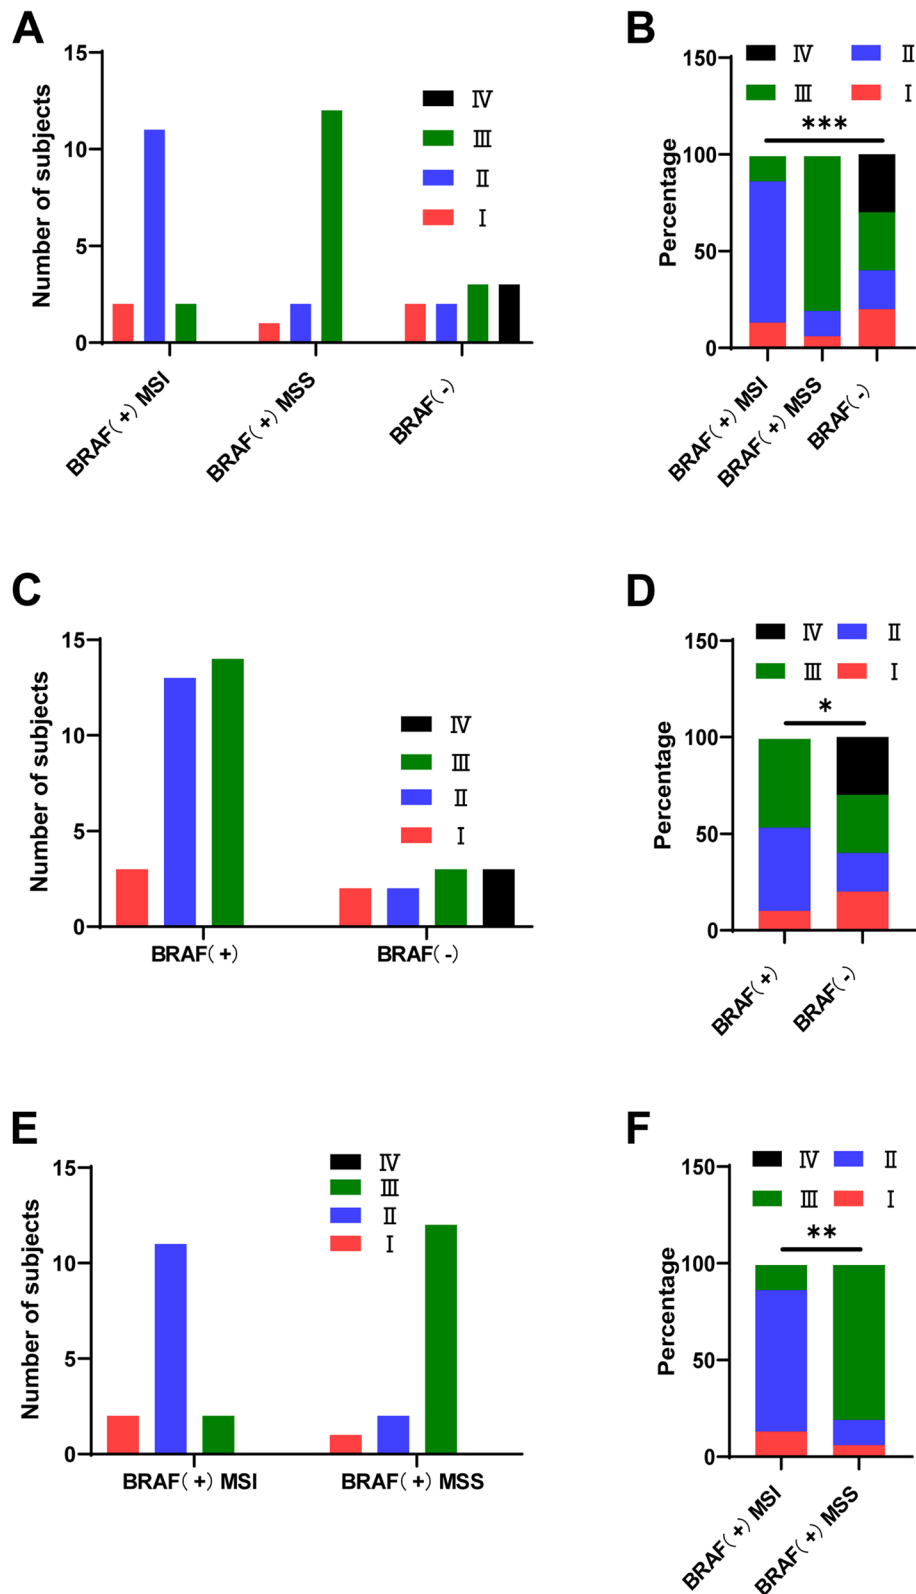 A
Number of subjects
15
10
5
0
Ⅳ
Ⅲ
Ⅱ
Ⅰ
BRAF(+) MSI
BRAF(+) MSS
BRAF(-)
B
Percentage
150
100
50
0
Ⅳ Ⅱ
Ⅲ Ⅰ
***
BRAF(+) MSI
BRAF(+) MSS
BRAF(-)
C
Number of subjects
15
10
5
0
Ⅳ
Ⅲ
Ⅱ
Ⅰ
BRAF(+) BRAF(-)
D
Percentage
150
100
50
0
Ⅳ Ⅱ
Ⅲ Ⅰ
*
BRAF(+)
BRAF(-)
E
Number of subjects
15
10
5
0
Ⅳ
Ⅲ
Ⅱ
Ⅰ
BRAF(+) MSI BRAF(+) MSS
F
Percentage
150
100
50
0
Ⅳ Ⅱ
Ⅲ Ⅰ
**
BRAF(+) MSI
BRAF(+) MSS